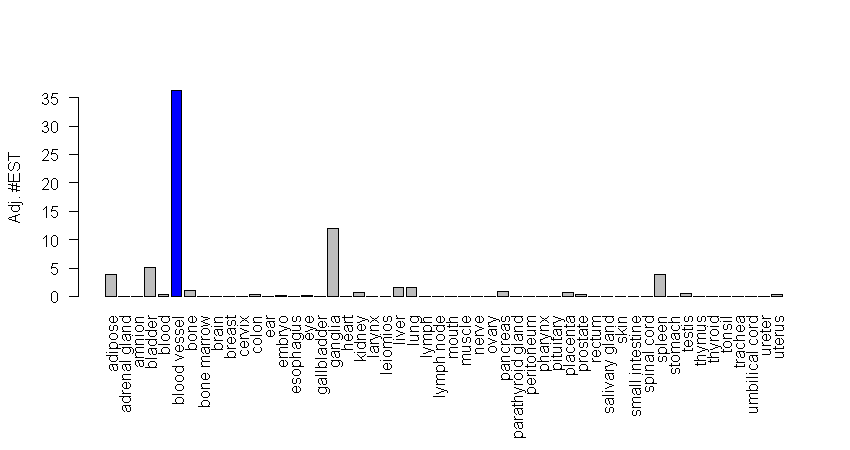 Adj. #EST
35
30
25
20
15
10
5
0
adipose
adrenal gland
amnion
bladder
blood
blood vessel
bone
bone marrow
brain
breast
cervix
colon
ear
embryo
esophagus
eye
gallbladder
ganglia
heart
kidney
larynx
leiomios
liver
lung
lymph
lymph node
mouth
muscle
nerve
ovary
pancreas
parathyroid gland
peritoneum
pharynx
pituitary
placenta
prostate
rectum
salivary gland
skin
small intestine
spinal cord
spleen
stomach
testis
thymus
thyroid
tonsil
trachea
umbilical cord
ureter
uterus